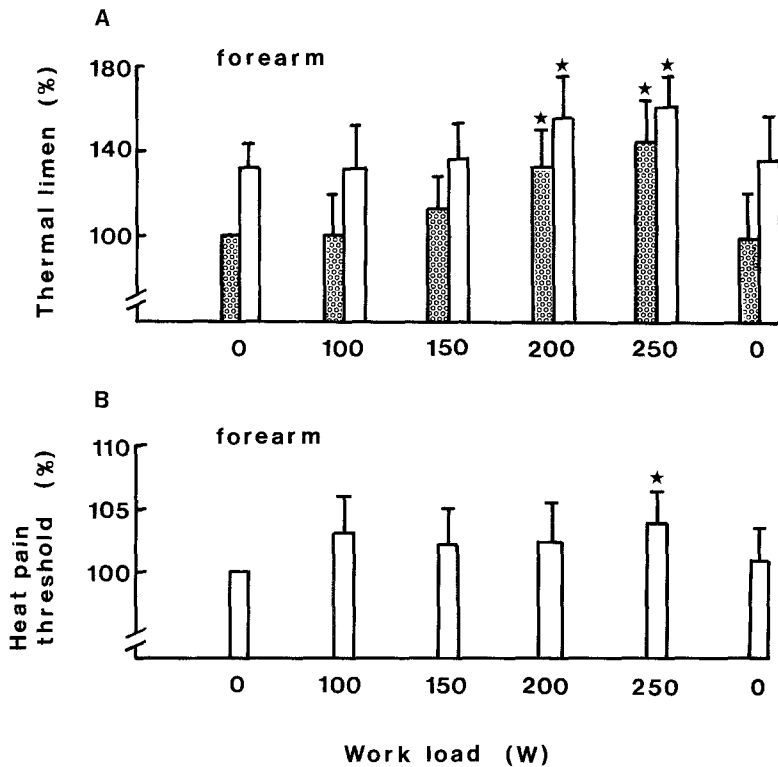 A
forearm
Thermal limen (%)
180
140
100
★ ★ ★ ★
0 100 150 200 250 0
B
forearm
Heat pain
threshold (%)
110
105
100
★
0 100 150 200 250 0
Work load (W)